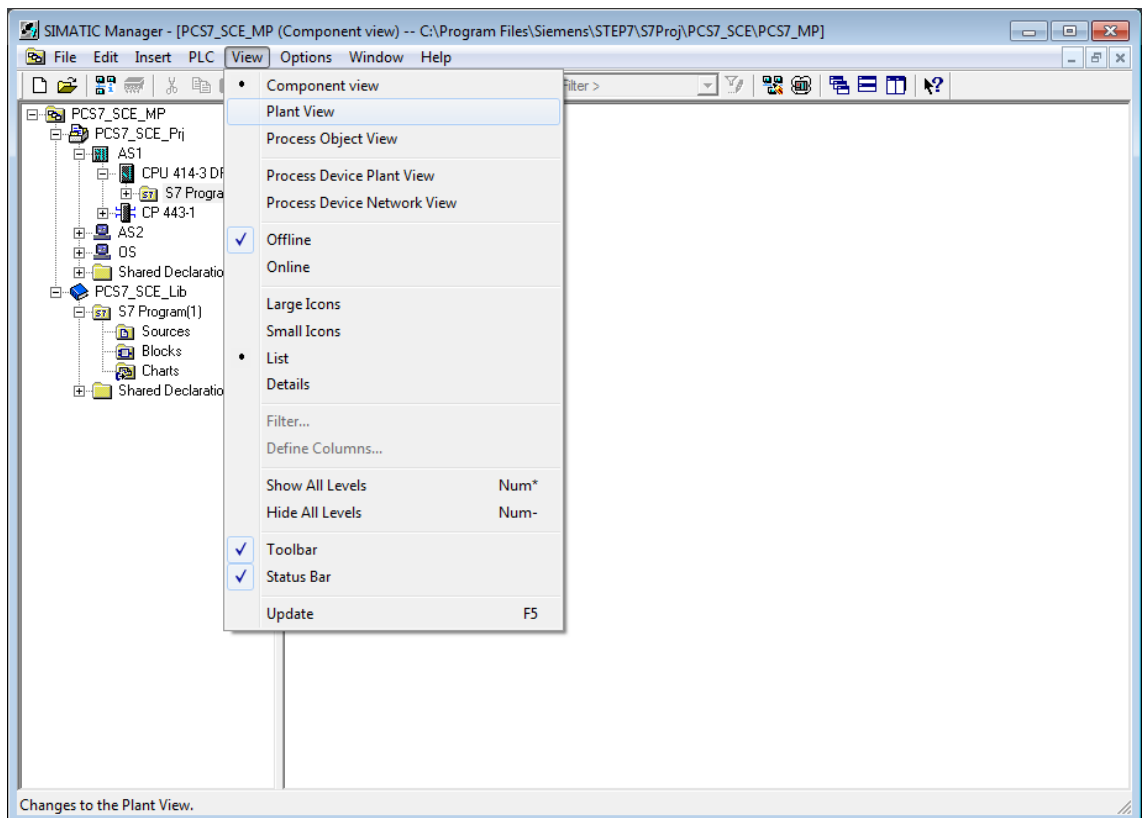 SIMATIC Manager - [PCS7_SCE_MP (Component view) -- C:\Program Files\Siemens\STEP7\S7Proj\PCS7_SCE\PCS7_MP]
File Edit Insert PLC View Options Window Help
Filter >
PCS7_SCE_MP
PCS7_SCE_Prj
AS1
CPU 414-3 DP
S7 Progra
CP 443-1
AS2
OS
Shared Declaratio
PCS7_SCE_Lib
S7 Program(1)
Sources
Blocks
Charts
Shared Declaratio
Component view
Plant View
Process Object View
Process Device Plant View
Process Device Network View
Offline
Online
Large Icons
Small Icons
List
Details
Filter...
Define Columns...
Show All Levels Num*
Hide All Levels Num-
Toolbar
Status Bar
Update F5
Changes to the Plant View.